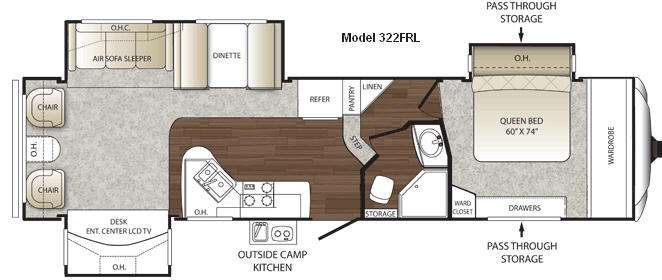 PASS THROUGH
STORAGE
Model 322FRL
O.H.C.
AIR SOFA SLEEPER
DINETTE
O.H.
CHAIR
O.H.
CHAIR
REFER
PANTRY
LINEN
STEP
QUEEN BED
60" X 74"
WARDROBE
O.H.
STORAGE
WARD
CLOSET
DRAWERS
DESK
ENT. CENTER LCD TV
O.H.
OUTSIDE CAMP
KITCHEN
PASS THROUGH
STORAGE